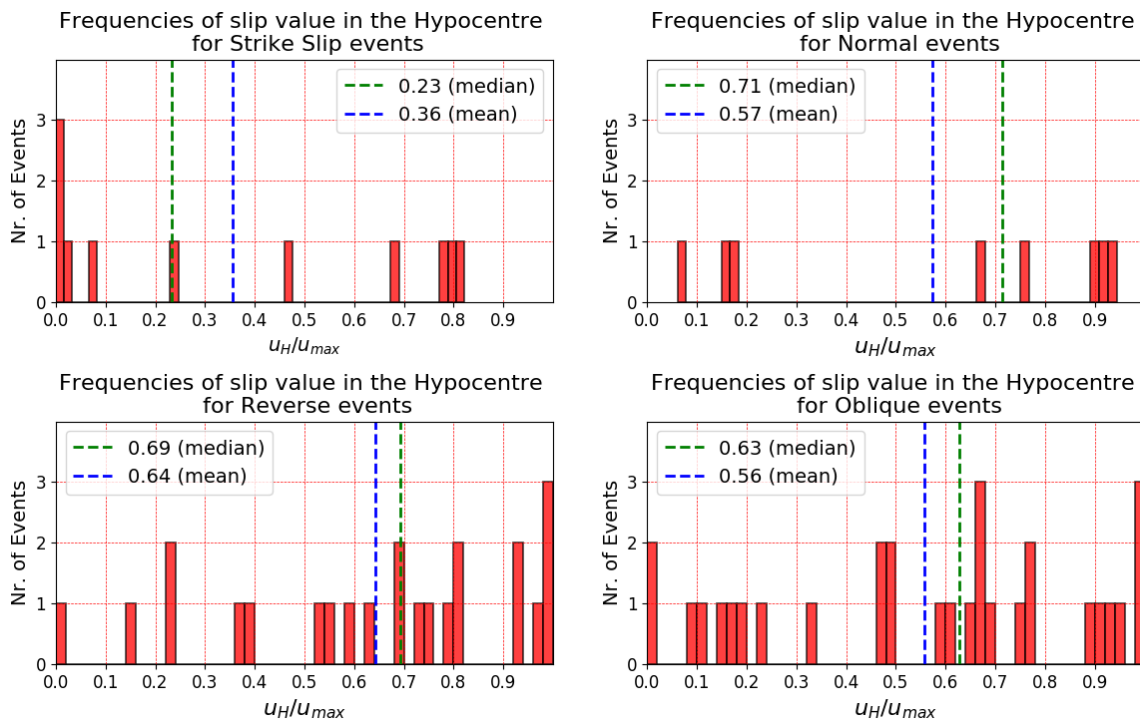 Frequencies of slip value in the Hypocentre
for Strike Slip events
0.23 (median)
0.36 (mean)
Nr. of Events
3
2
1
0
0.0 0.1 0.2 0.3 0.4 0.5 0.6 0.7 0.8 0.9
u_H/u_max
Frequencies of slip value in the Hypocentre
for Normal events
0.71 (median)
0.57 (mean)
Nr. of Events
3
2
1
0
0.0 0.1 0.2 0.3 0.4 0.5 0.6 0.7 0.8 0.9
u_H/u_max
Frequencies of slip value in the Hypocentre
for Reverse events
0.69 (median)
0.64 (mean)
Nr. of Events
3
2
1
0
0.0 0.1 0.2 0.3 0.4 0.5 0.6 0.7 0.8 0.9
u_H/u_max
Frequencies of slip value in the Hypocentre
for Oblique events
0.63 (median)
0.56 (mean)
Nr. of Events
3
2
1
0
0.0 0.1 0.2 0.3 0.4 0.5 0.6 0.7 0.8 0.9
u_H/u_max